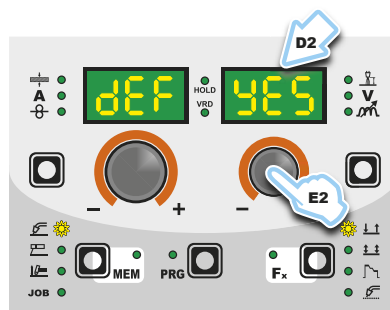 D2
dEF
YES
HOLD
VRD
A
V
E2
- +
-
MEM
PRG
Fx
JOB